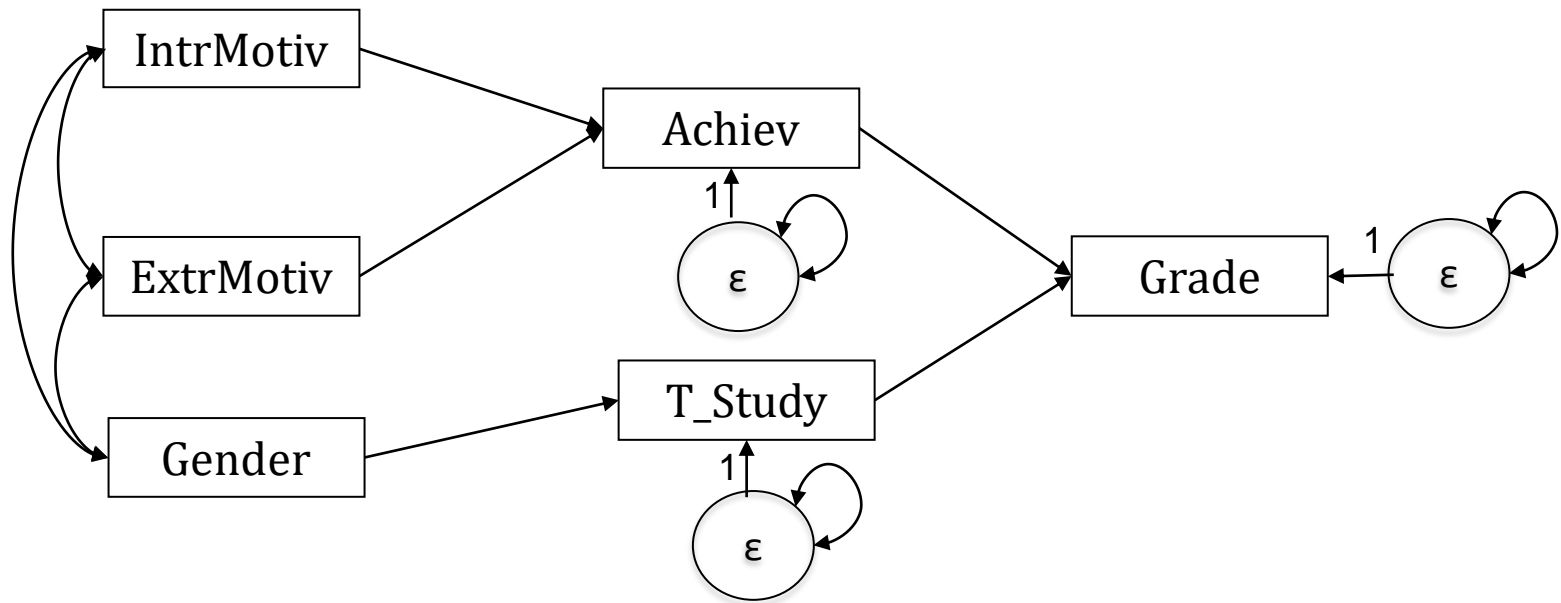 IntrMotiv
Achiev
1
ε
ExtrMotiv
Grade
1
ε
Gender
T_Study
1
ε